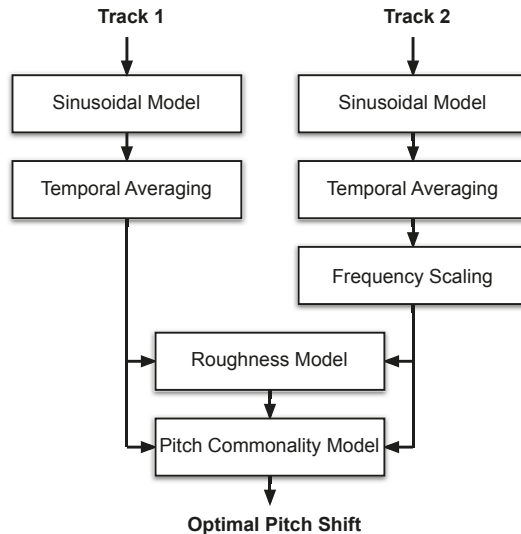 Track 1
Track 2
Sinusoidal Model
Sinusoidal Model
Temporal Averaging
Temporal Averaging
Frequency Scaling
Roughness Model
Pitch Commonality Model
Optimal Pitch Shift